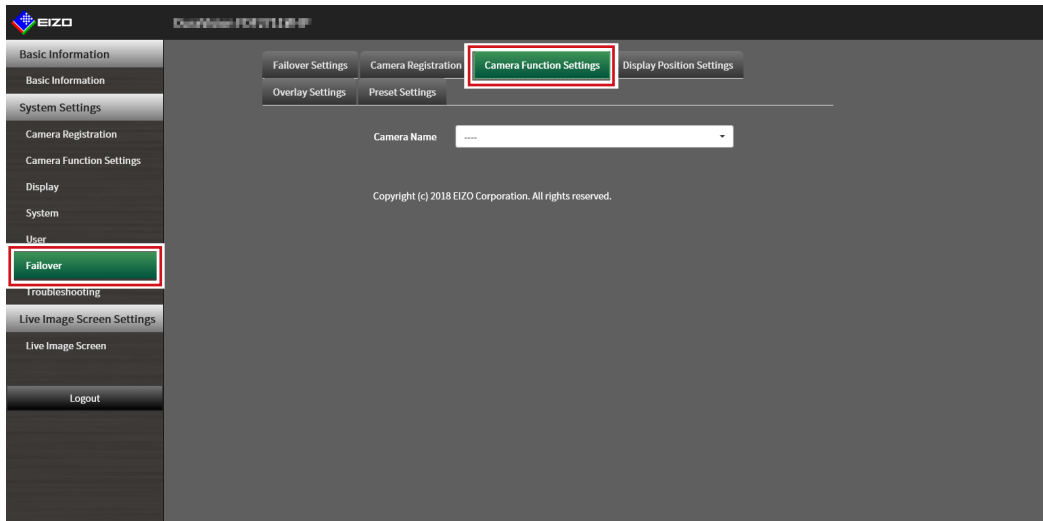 EIZO
Basic Information
Basic Information
System Settings
Camera Registration
Camera Function Settings
Display
System
User
Failover
Troubleshooting
Live Image Screen Settings
Live Image Screen
Logout
Failover Settings Camera Registration Camera Function Settings Display Position Settings
Overlay Settings Preset Settings
Camera Name ----
Copyright (c) 2018 EIZO Corporation. All rights reserved.